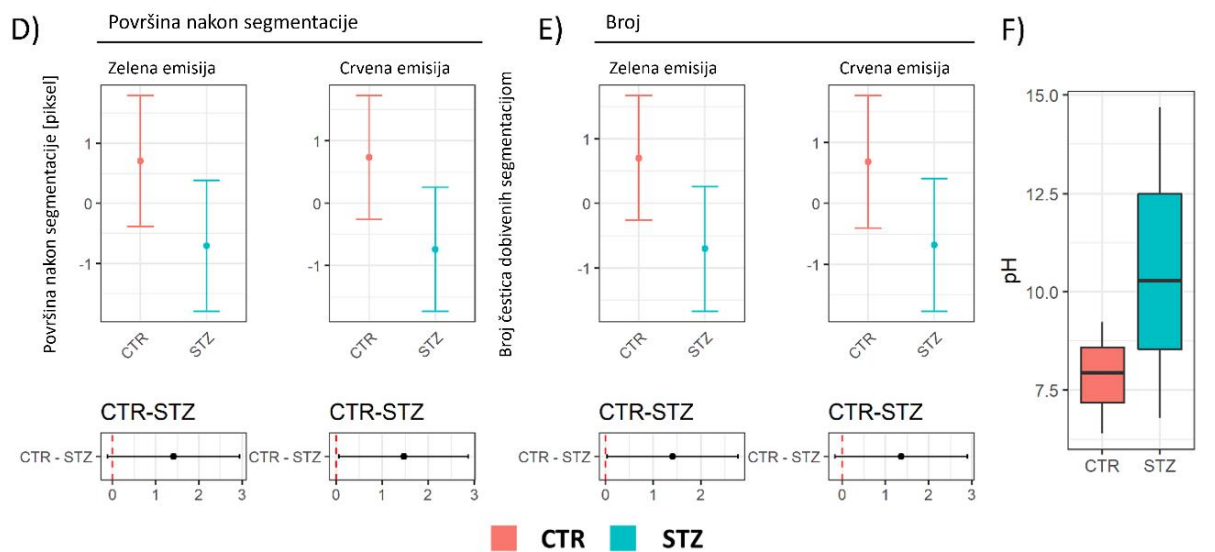 D)
Površina nakon segmentacije
Zelena emisija
Crvena emisija
Površina nakon segmentacije [piksel]
1
0
-1
CTR
STZ
1
0
-1
CTR
STZ
CTR-STZ
CTR - STZ
0
1
2
3
CTR-STZ
CTR - STZ
0
1
2
3
E)
Broj
Zelena emisija
Crvena emisija
Broj čestica dobivenih segmentacijom
1
0
-1
CTR
STZ
1
0
-1
CTR
STZ
CTR-STZ
CTR - STZ
0
1
2
CTR-STZ
CTR - STZ
0
1
2
3
F)
pH
15.0
12.5
10.0
7.5
CTR
STZ
CTR
STZ